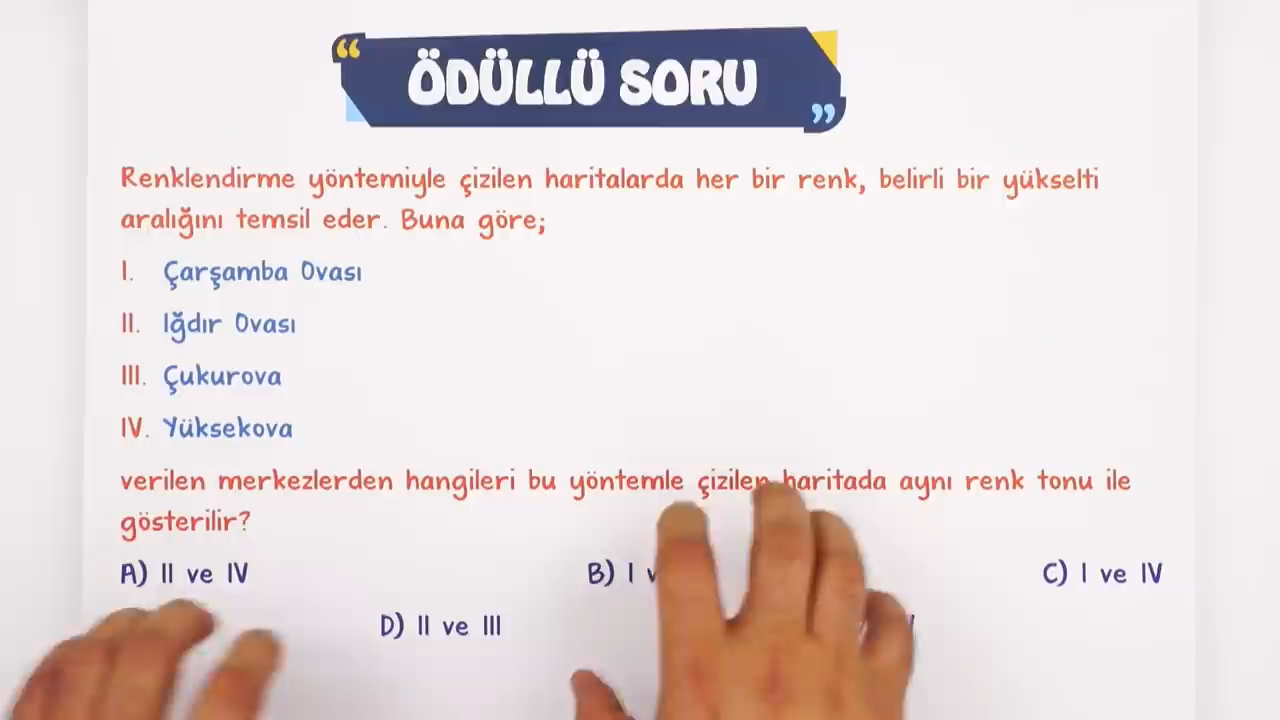 “ ÖDÜLLÜ SORU ”
Renklendirme yöntemiyle çizilen haritalarda her bir renk, belirli bir yükselti
aralığını temsil eder. Buna göre;
I. Çarşamba Ovası
II. Iğdır Ovası
III. Çukurova
IV. Yüksekova
verilen merkezlerden hangileri bu yöntemle çizilen haritada aynı renk tonu ile
gösterilir?
A) II ve IV B) I C) I ve IV
D) II ve III